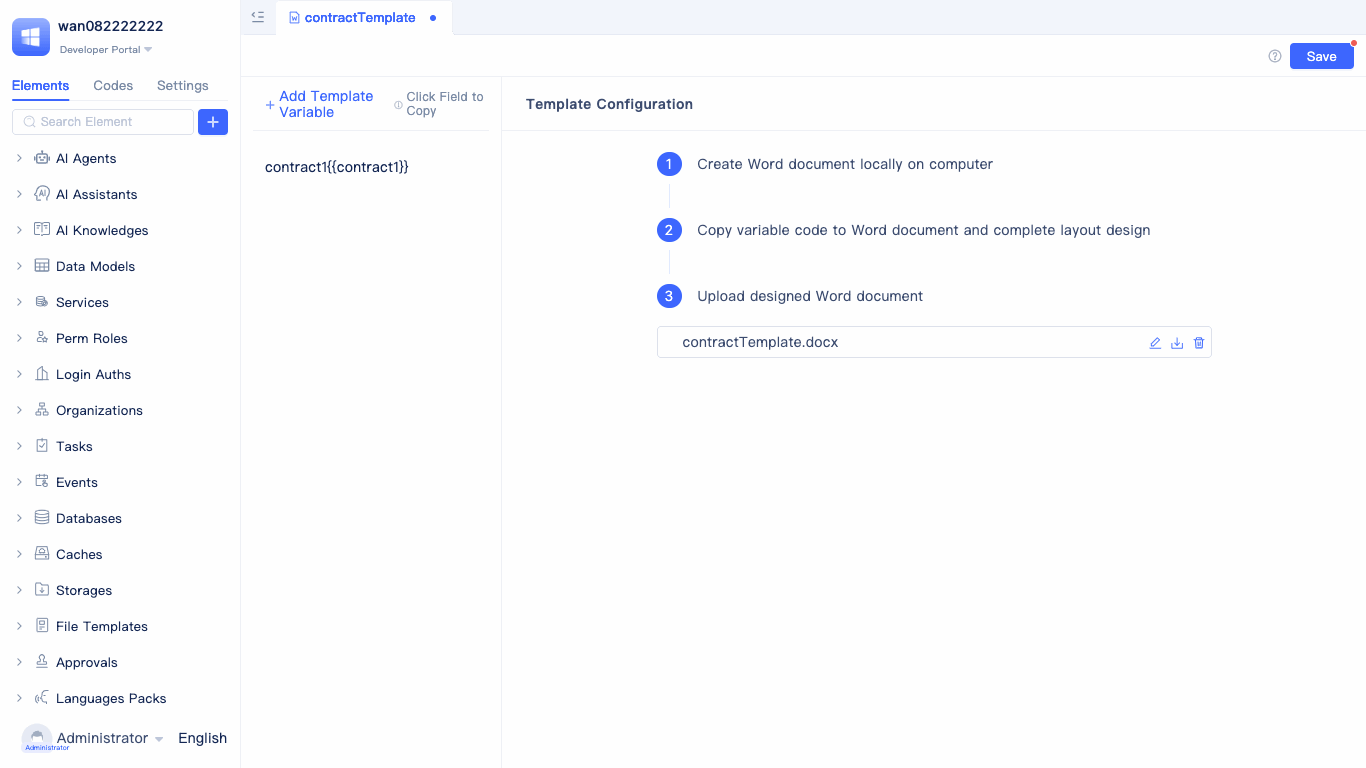 wan082222222
Developer Portal
Elements
Codes
Settings
Search Element
AI Agents
AI Assistants
AI Knowledges
Data Models
Services
Perm Roles
Login Auths
Organizations
Tasks
Events
Databases
Caches
Storages
File Templates
Approvals
Languages Packs
Administrator
Administrator
English
contractTemplate
Save
Add Template
Variable
Click Field to
Copy
contract1{{contract1}}
Template Configuration
1 Create Word document locally on computer
2 Copy variable code to Word document and complete layout design
3 Upload designed Word document
contractTemplate.docx